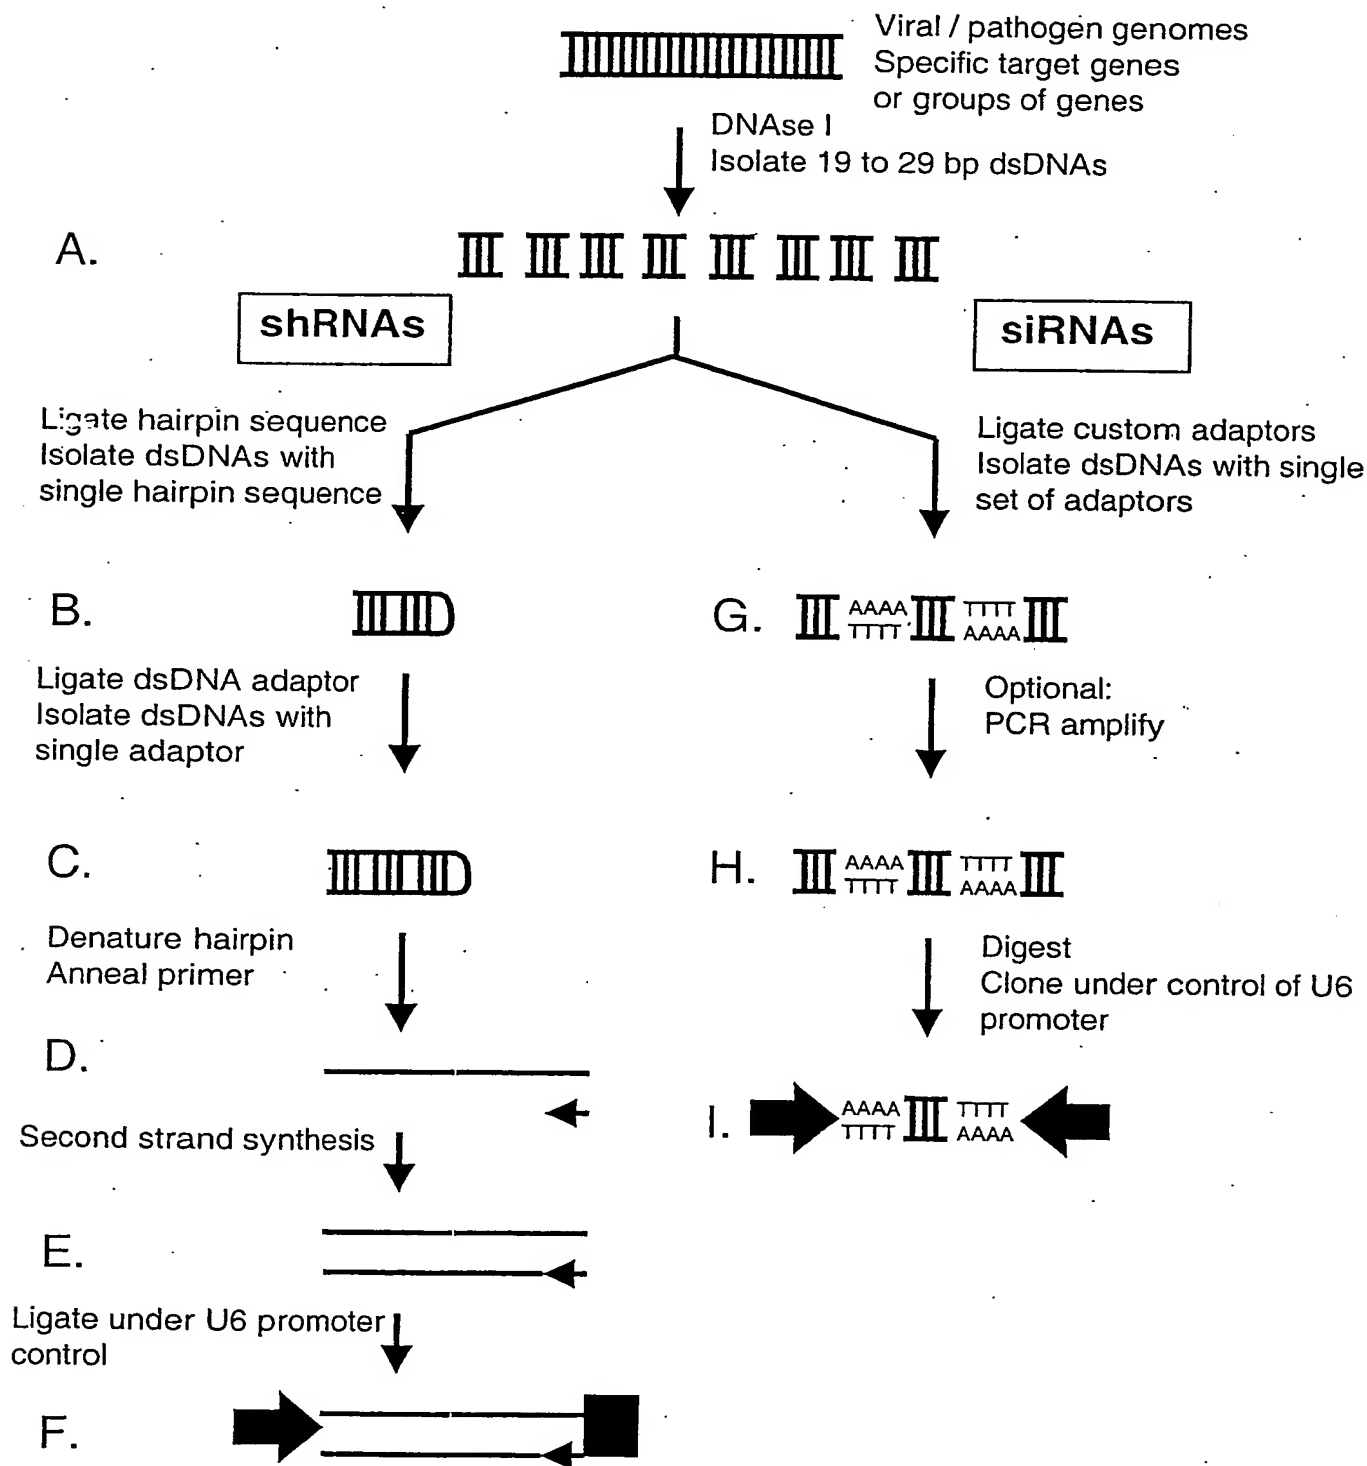 Viral / pathogen genomes
Specific target genes
or groups of genes
DNAse I
Isolate 19 to 29 bp dsDNAs
A.
shRNAs
siRNAs
Ligate hairpin sequence
Isolate dsDNAs with
single hairpin sequence
Ligate custom adaptors
Isolate dsDNAs with single
set of adaptors
B.
Ligate dsDNA adaptor
Isolate dsDNAs with
single adaptor
C.
Denature hairpin
Anneal primer
D.
Second strand synthesis
E.
Ligate under U6 promoter
control
F.
G.
AAAA TTTT
TTTT AAAA
Optional:
PCR amplify
H.
AAAA TTTT
TTTT AAAA
Digest
Clone under control of U6
promoter
I.
AAAA TTTT
TTTT AAAA